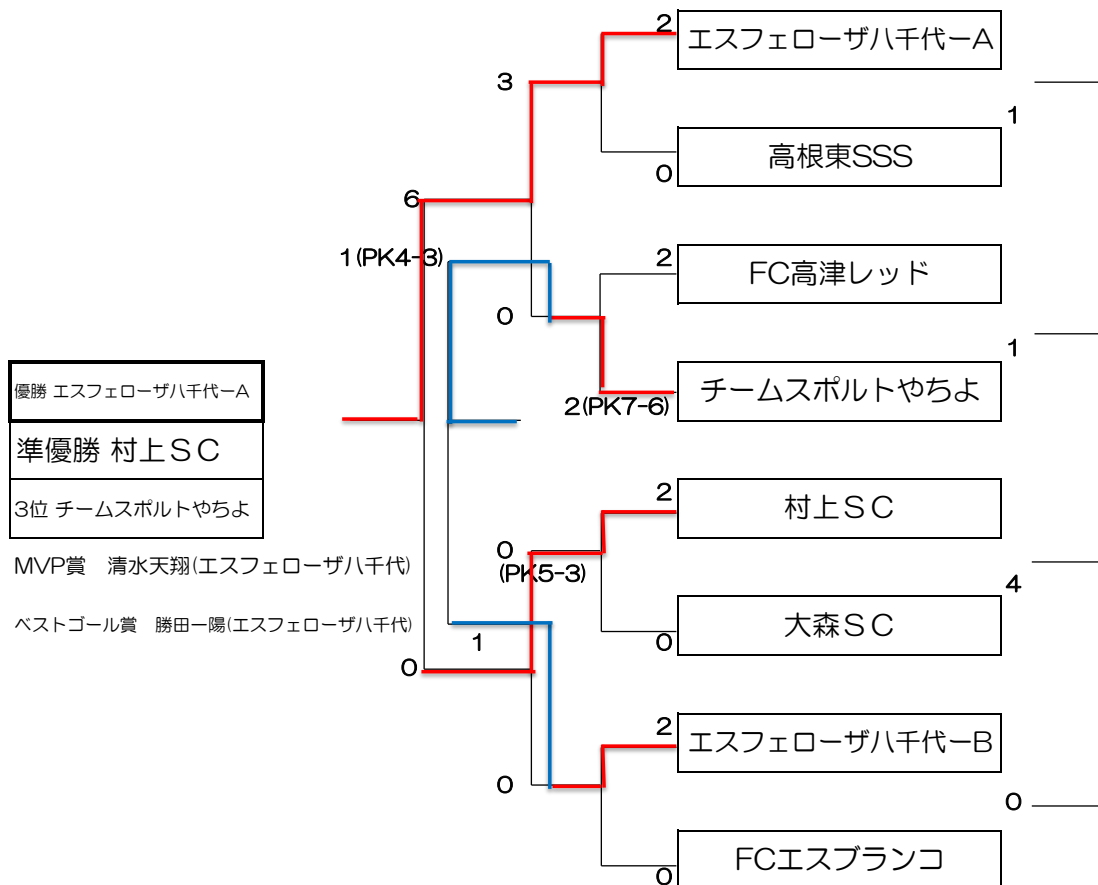 2
エスフェローザ八千代ーA
3
1
高根東SSS
0
6
1(PK4-3)
2
FC高津レッド
0
1
優勝 エスフェローザ八千代ーA
チームスポルトやちよ
2(PK7-6)
準優勝 村上ＳＣ
3位 チームスポルトやちよ
2
村上ＳＣ
0
(PK5-3)
MVP賞　清水天翔(エスフェローザ八千代)
4
ベストゴール賞　勝田一陽(エスフェローザ八千代)
大森ＳＣ
1
0
0
2
エスフェローザ八千代ーB
0
0
FCエスブランコ
0